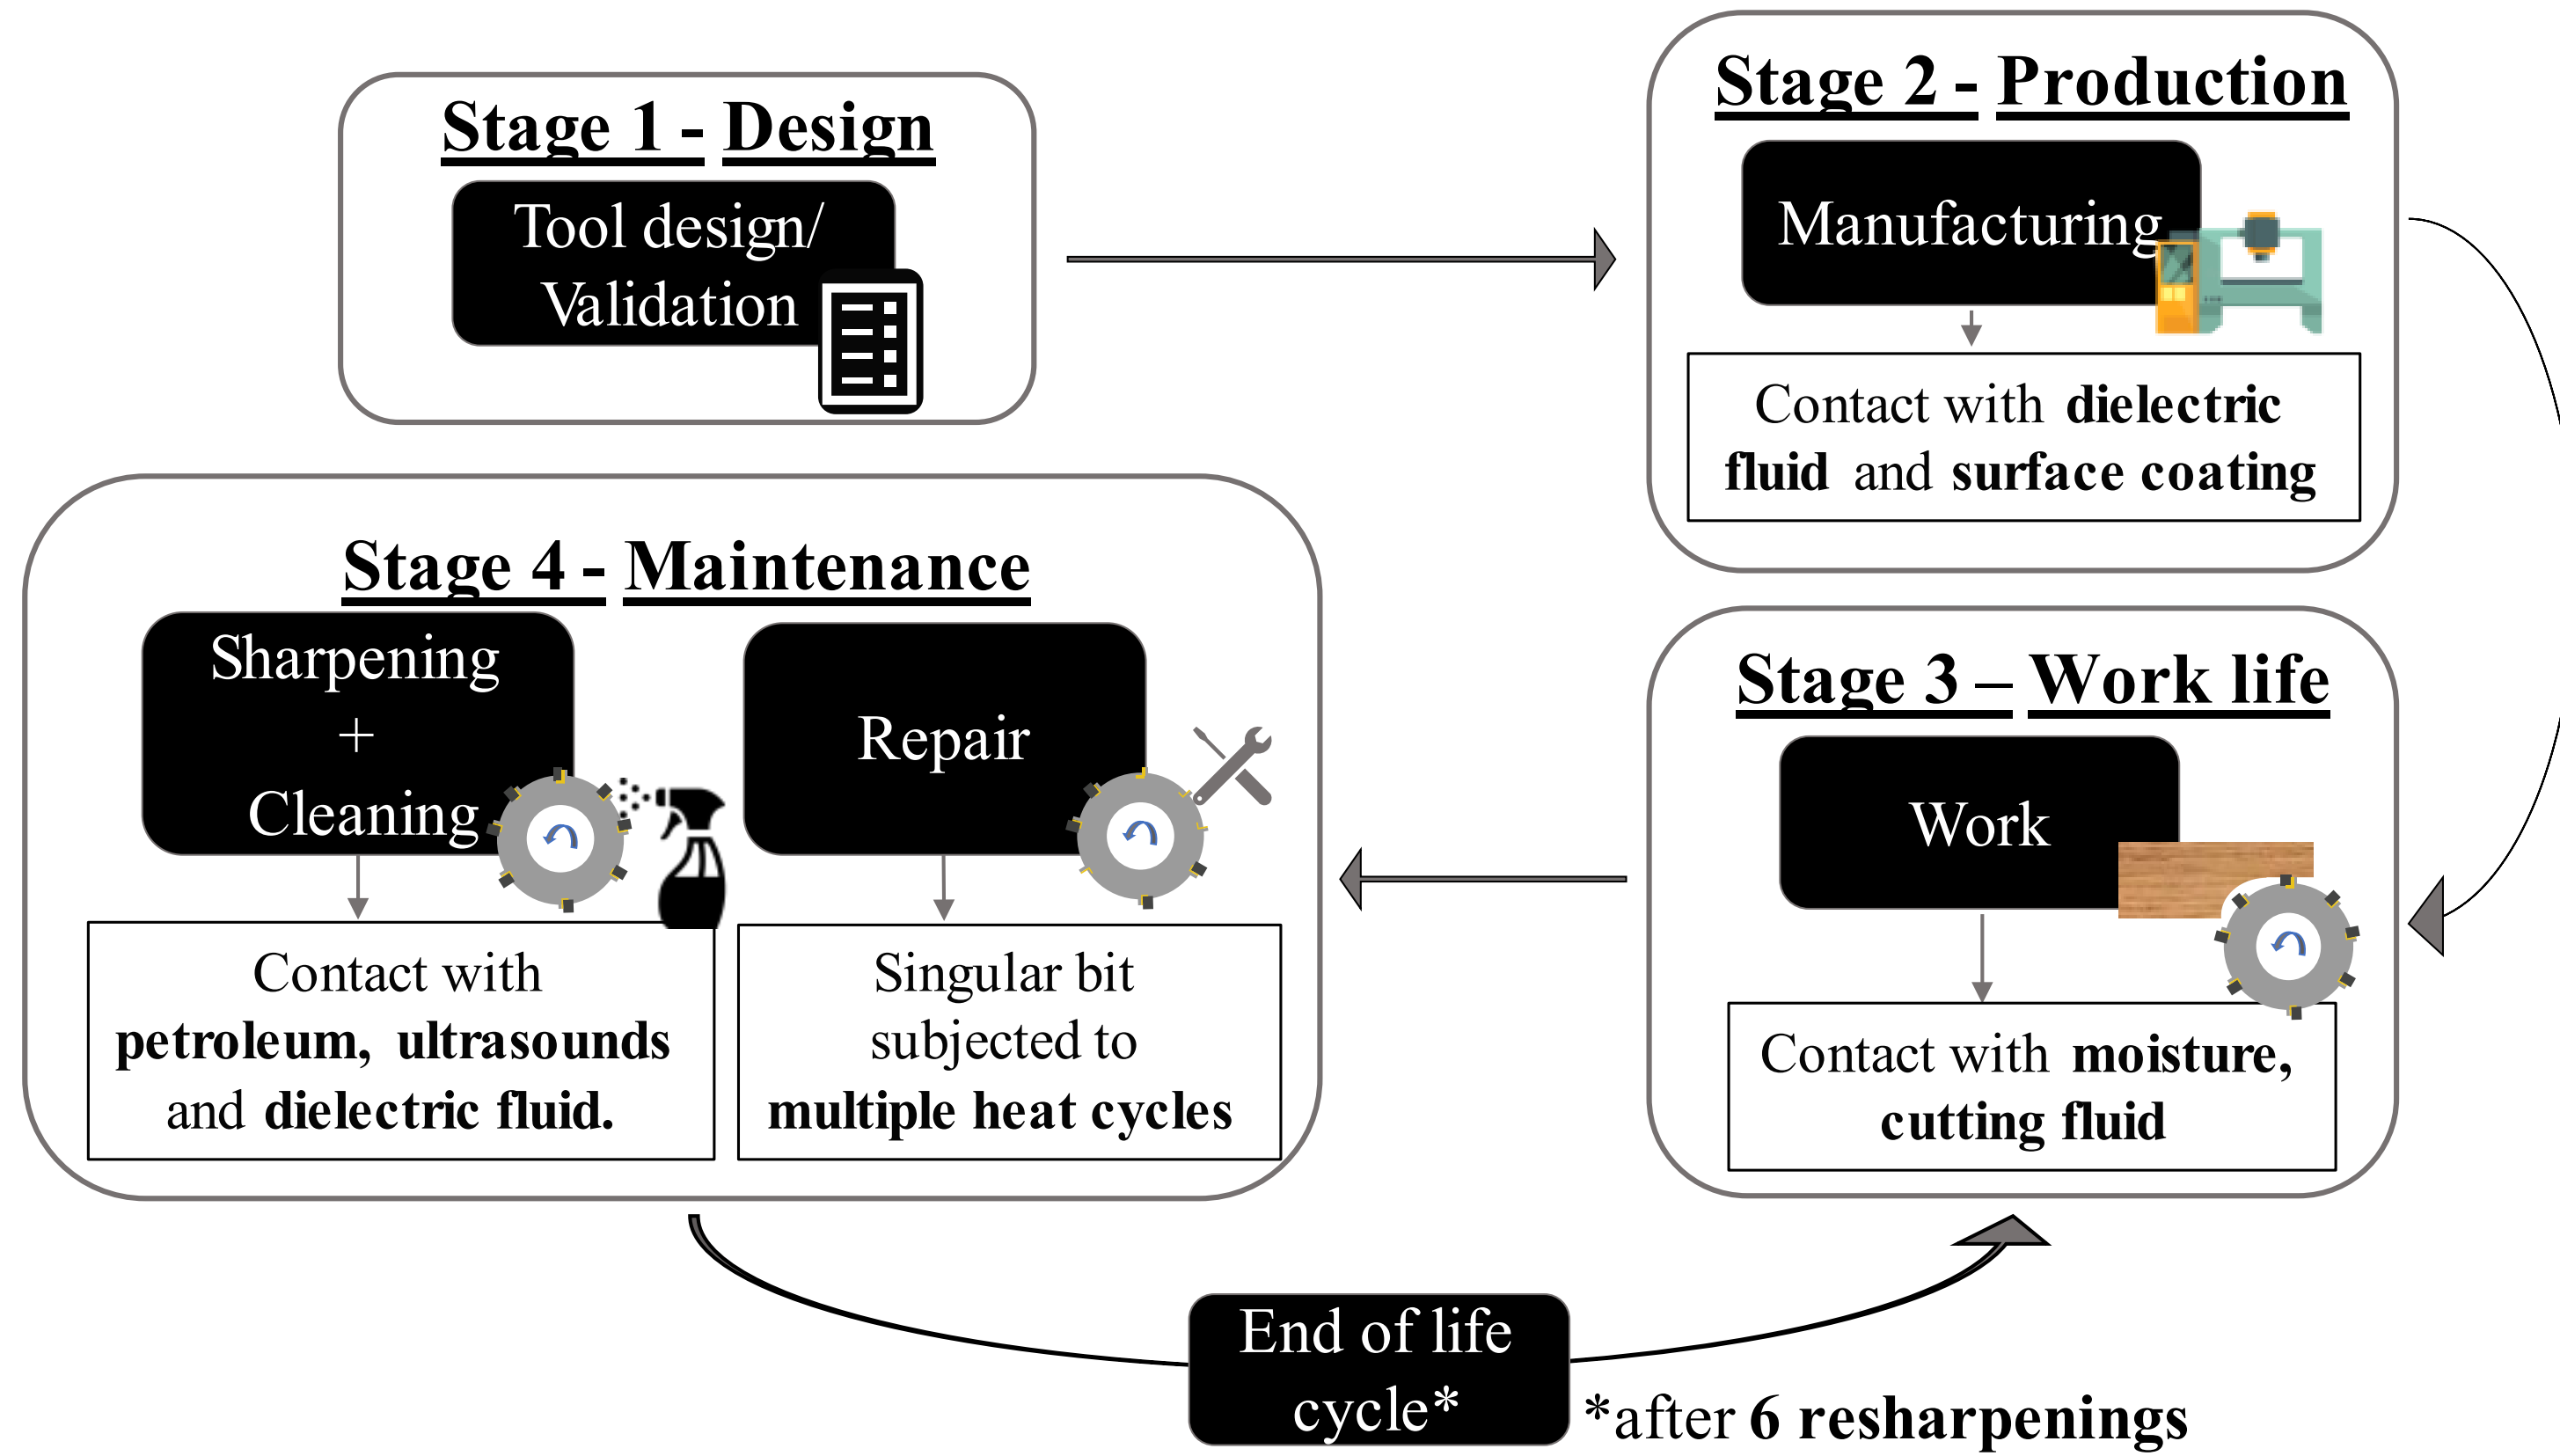 Stage 1 - Design
Tool design/
Validation
Stage 2 - Production
Manufacturing
Contact with dielectric
fluid and surface coating
Stage 3 – Work life
Work
Contact with moisture,
cutting fluid
Stage 4 - Maintenance
Sharpening
+
Cleaning
Contact with
petroleum, ultrasounds
and dielectric fluid.
Repair
Singular bit
subjected to
multiple heat cycles
End of life
cycle*
*after 6 resharpenings